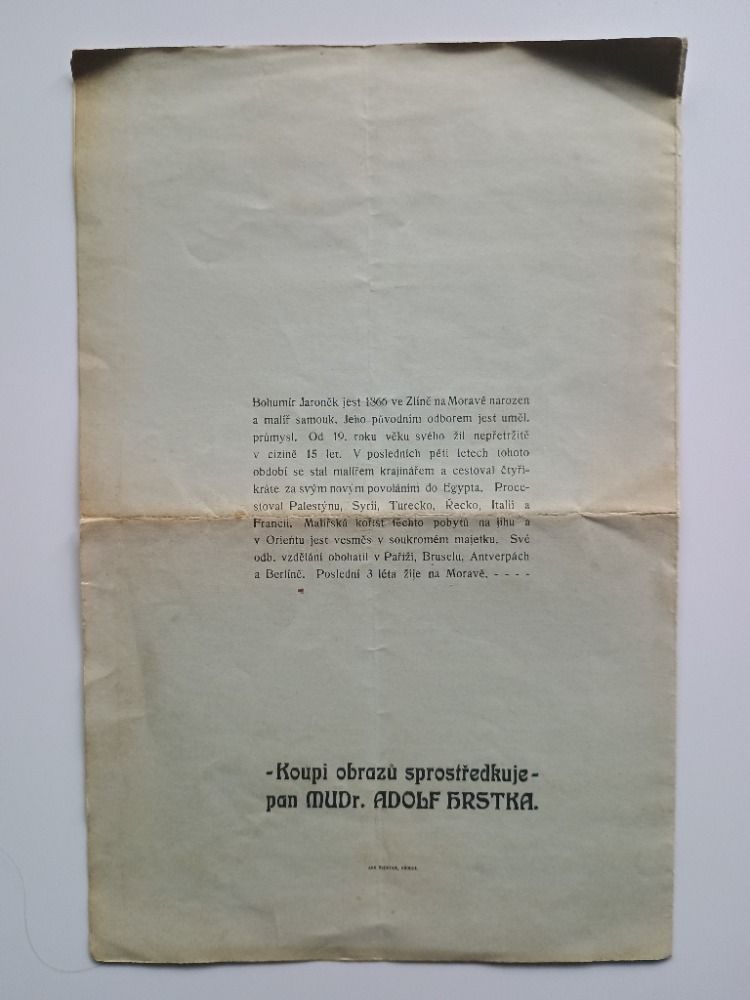 Bohumír Jaroněk jest 1866 ve Zlíně na Moravě narozen
a malíř samouk. Jeho původním odborem jest uměl.
průmysl. Od 19. roku věku svého žil nepřetržitě
v cizině 15 let. V posledních pěti letech tohoto
období se stal malířem krajinářem a cestoval čtyři-
kráte za svým novým povoláním do Egypta. Proce-
stoval Palestýnu, Syrii, Turecko, Řecko, Italii a
Francii. Malířská kořist těchto pobytů na jihu a
v Orientu jest vesměs v soukromém majetku. Své
odb. vzdělání obohatil v Paříži, Bruselu, Antverpách
a Berlíně. Poslední 3 léta žije na Moravě. - - - -
- Koupi obrazů sprostředkuje -
pan MUDr. ADOLF HRSTKA.